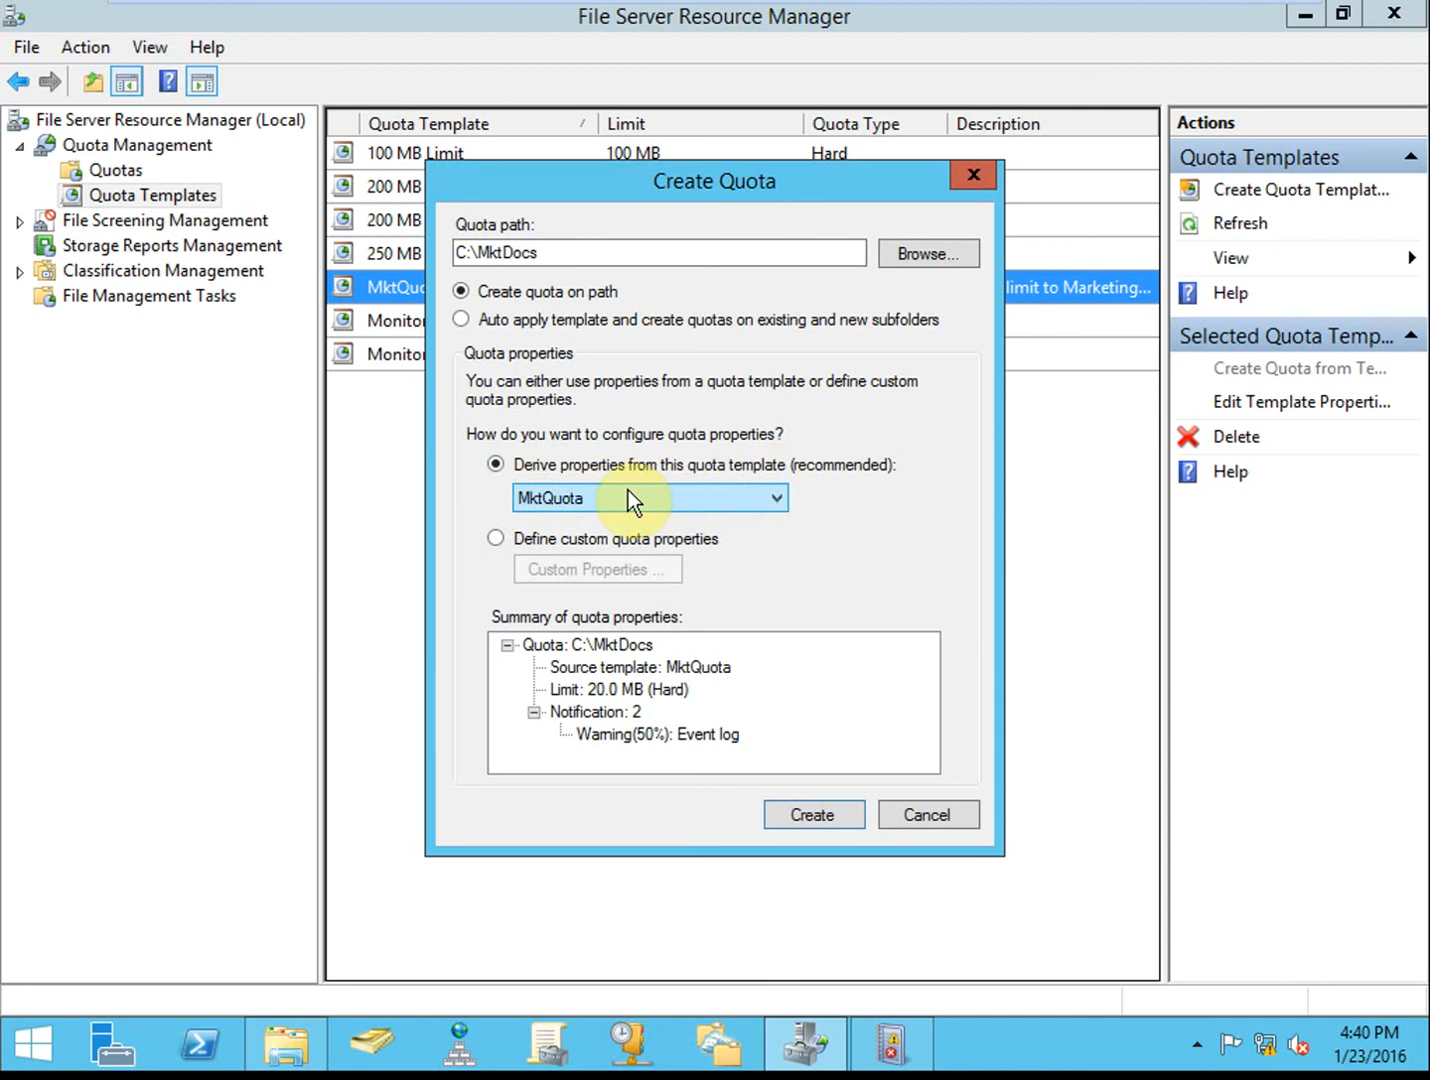 File Server Resource Manager
File Action View Help
File Server Resource Manager (Local)
Quota Management
Quotas
Quota Templates
File Screening Management
Storage Reports Management
Classification Management
File Management Tasks
Quota Template / Limit Quota Type Description
100 MB Limit 100 MB Hard
200 MB
200 MB
250 MB
MktQuo limit to Marketing...
Monitor
Monitor
Create Quota
Quota path:
C:\MktDocs
Browse...
Create quota on path
Auto apply template and create quotas on existing and new subfolders
Quota properties
You can either use properties from a quota template or define custom
quota properties.
How do you want to configure quota properties?
Derive properties from this quota template (recommended):
MktQuota
Define custom quota properties
Custom Properties ...
Summary of quota properties:
Quota: C:\MktDocs
Source template: MktQuota
Limit: 20.0 MB (Hard)
Notification: 2
Warning(50%): Event log
Create Cancel
Actions
Quota Templates
Create Quota Templat...
Refresh
View
Help
Selected Quota Temp...
Create Quota from Te...
Edit Template Properti...
Delete
Help
4:40 PM
1/23/2016